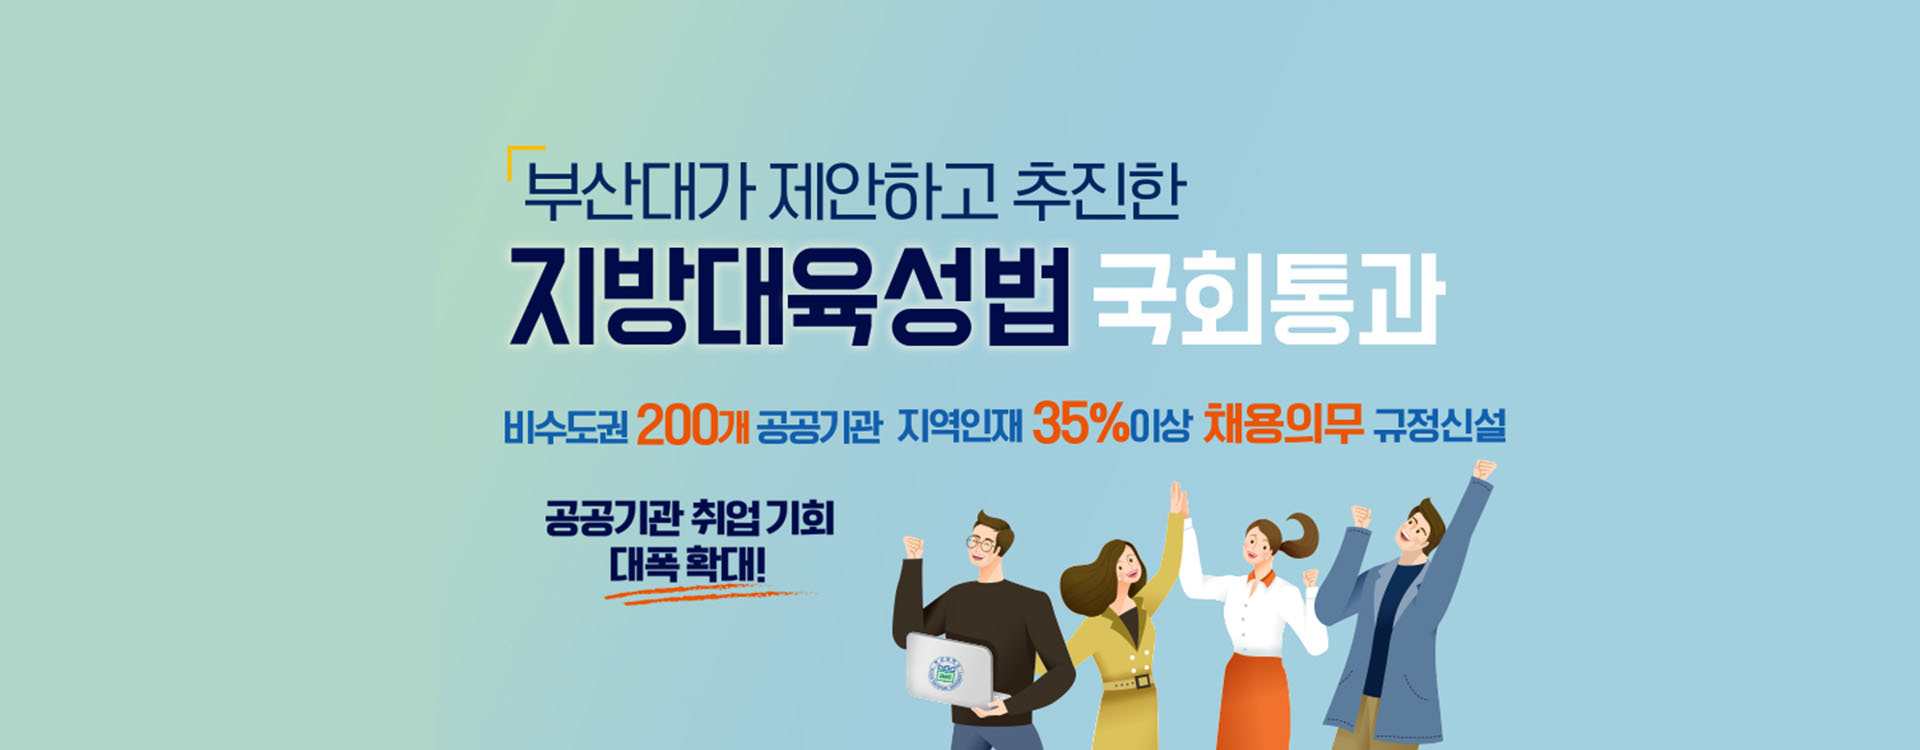 부산대가 제안하고 추진한
지방대육성법 국회통과
비수도권 200개 공공기관 지역인재 35%이상 채용의무 규정신설
공공기관 취업 기회
대폭 확대!